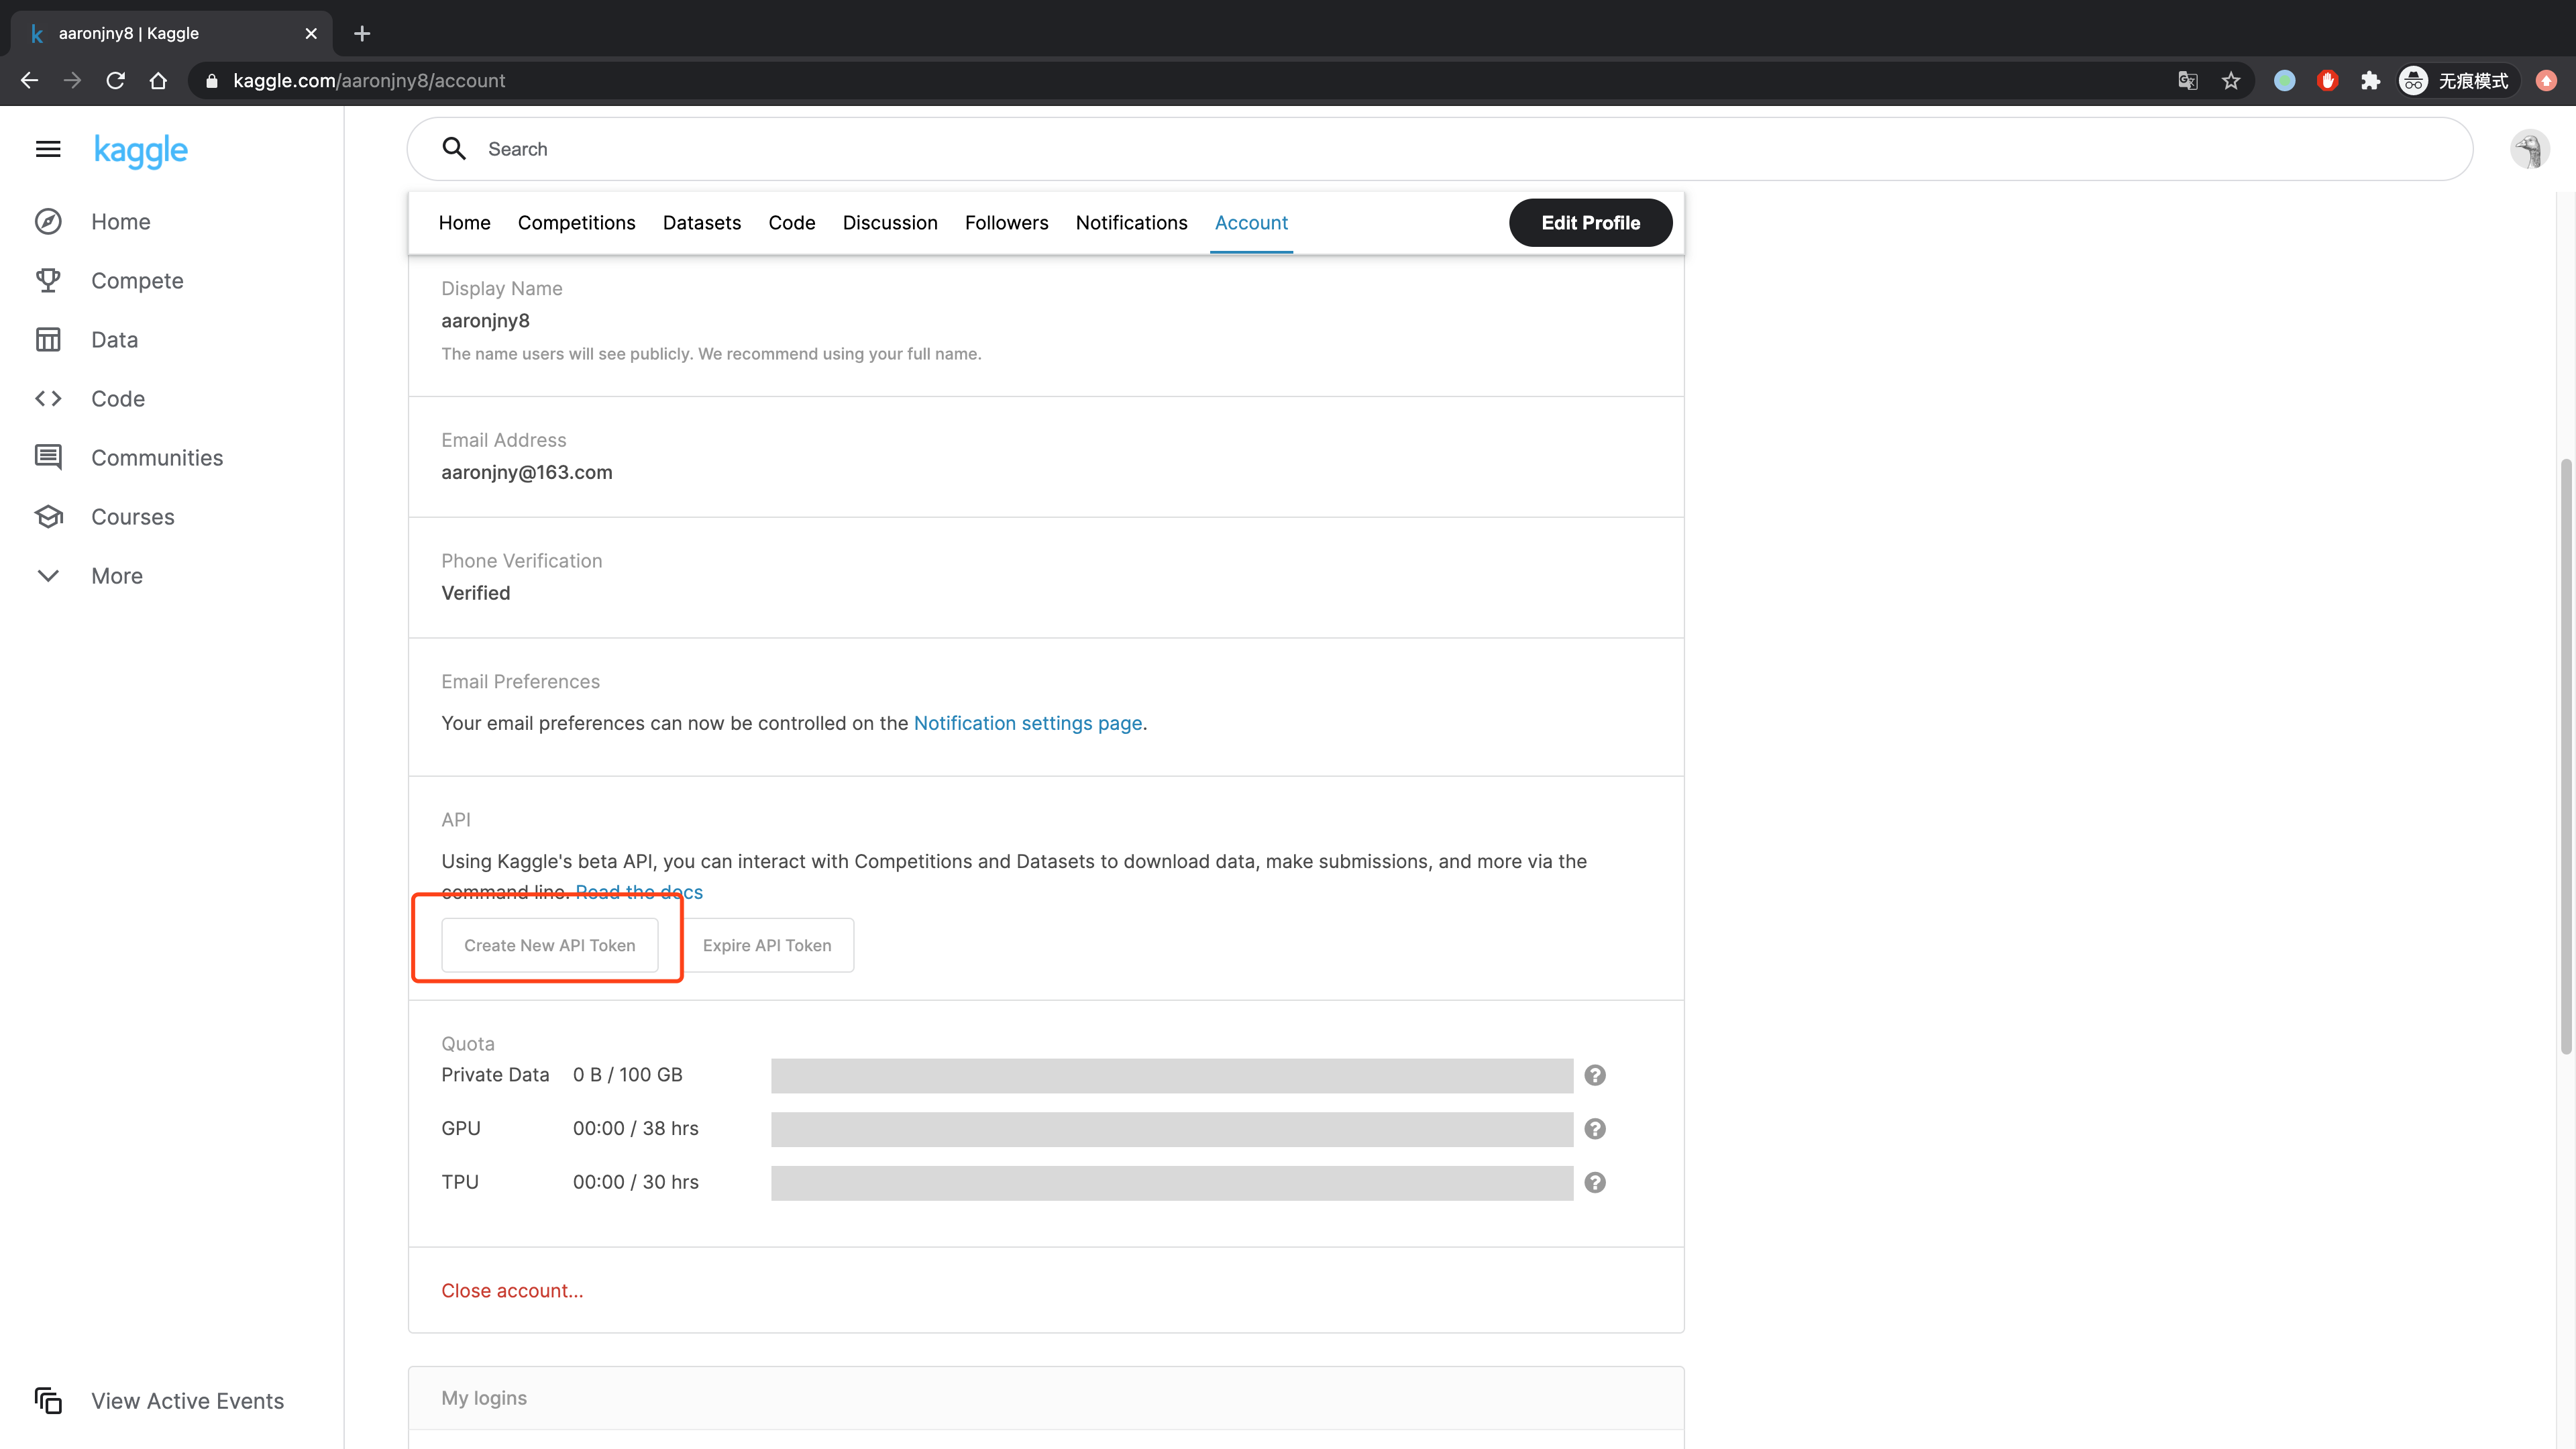 aaronjny8 | Kaggle
kaggle.com/aaronjny8/account
无痕模式
kaggle
Search
Home
Compete
Data
Code
Communities
Courses
More
View Active Events
Home Competitions Datasets Code Discussion Followers Notifications Account Edit Profile
Display Name
aaronjny8
The name users will see publicly. We recommend using your full name.
Email Address
aaronjny@163.com
Phone Verification
Verified
Email Preferences
Your email preferences can now be controlled on the Notification settings page.
API
Using Kaggle's beta API, you can interact with Competitions and Datasets to download data, make submissions, and more via the
command line. Read the docs
Create New API Token Expire API Token
Quota
Private Data 0 B / 100 GB
GPU 00:00 / 38 hrs
TPU 00:00 / 30 hrs
Close account...
My logins